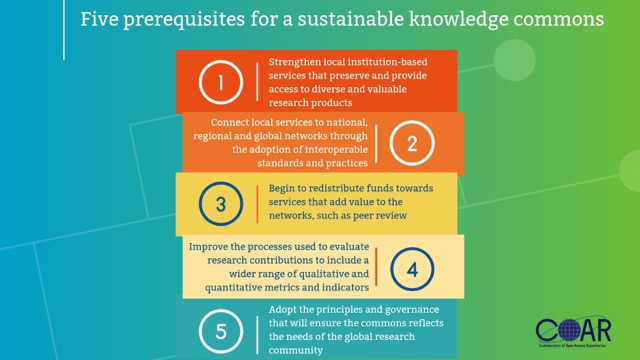 Five prerequisites for a sustainable knowledge commons
1
Strengthen local institution-based
services that preserve and provide
access to diverse and valuable
research products
Connect local services to national,
regional and global networks through
the adoption of interoperable
standards and practices
2
3
Begin to redistribute funds towards
services that add value to the
networks, such as peer review
Improve the processes used to evaluate
research contributions to include a
wider range of qualitative and
quantitative metrics and indicators
4
5
Adopt the principles and governance
that will ensure the commons reflects
the needs of the global research
community
COAR
Confederation of Open Access Repositories